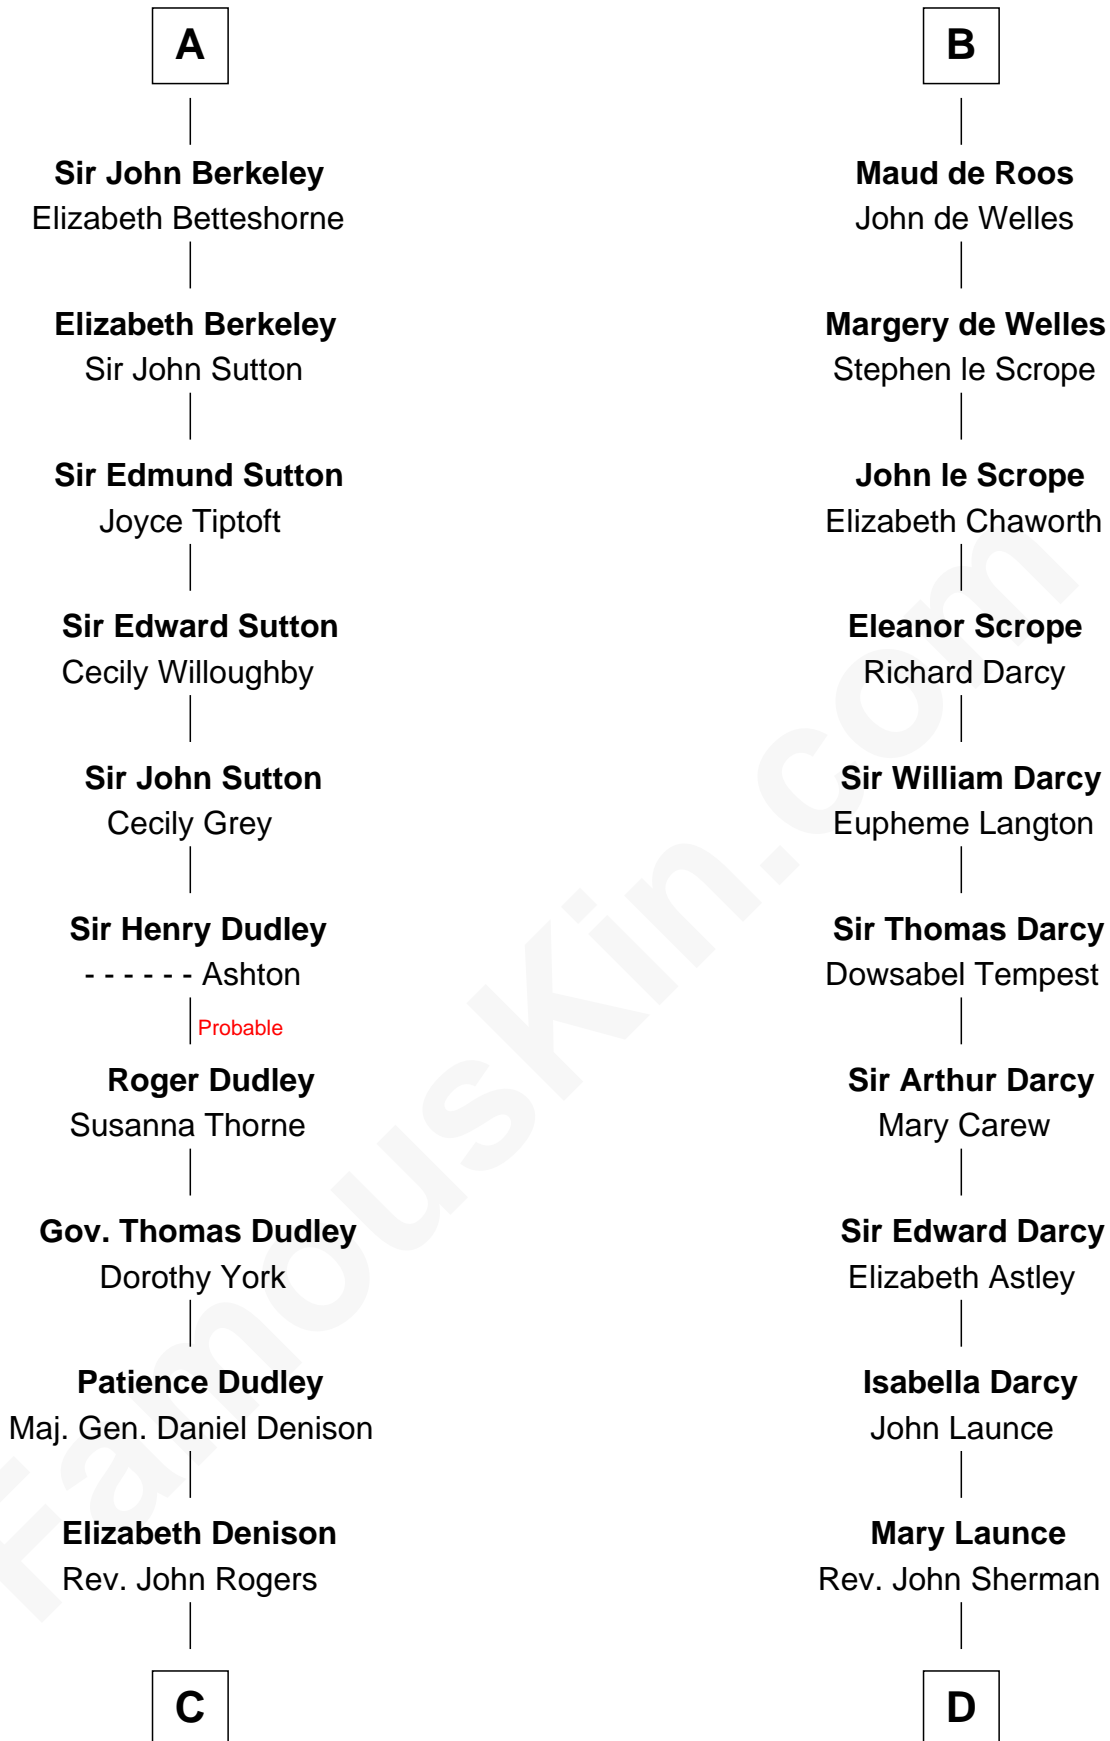 A
Sir John Berkeley
Elizabeth Betteshorne
Elizabeth Berkeley
Sir John Sutton
Sir Edmund Sutton
Joyce Tiptoft
Sir Edward Sutton
Cecily Willoughby
Sir John Sutton
Cecily Grey
Sir Henry Dudley
- - - - - - Ashton
Probable
Roger Dudley
Susanna Thorne
Gov. Thomas Dudley
Dorothy York
Patience Dudley
Maj. Gen. Daniel Denison
Elizabeth Denison
Rev. John Rogers
C
B
Maud de Roos
John de Welles
Margery de Welles
Stephen le Scrope
John le Scrope
Elizabeth Chaworth
Eleanor Scrope
Richard Darcy
Sir William Darcy
Eupheme Langton
Sir Thomas Darcy
Dowsabel Tempest
Sir Arthur Darcy
Mary Carew
Sir Edward Darcy
Elizabeth Astley
Isabella Darcy
John Launce
Mary Launce
Rev. John Sherman
D
FamousKin.com